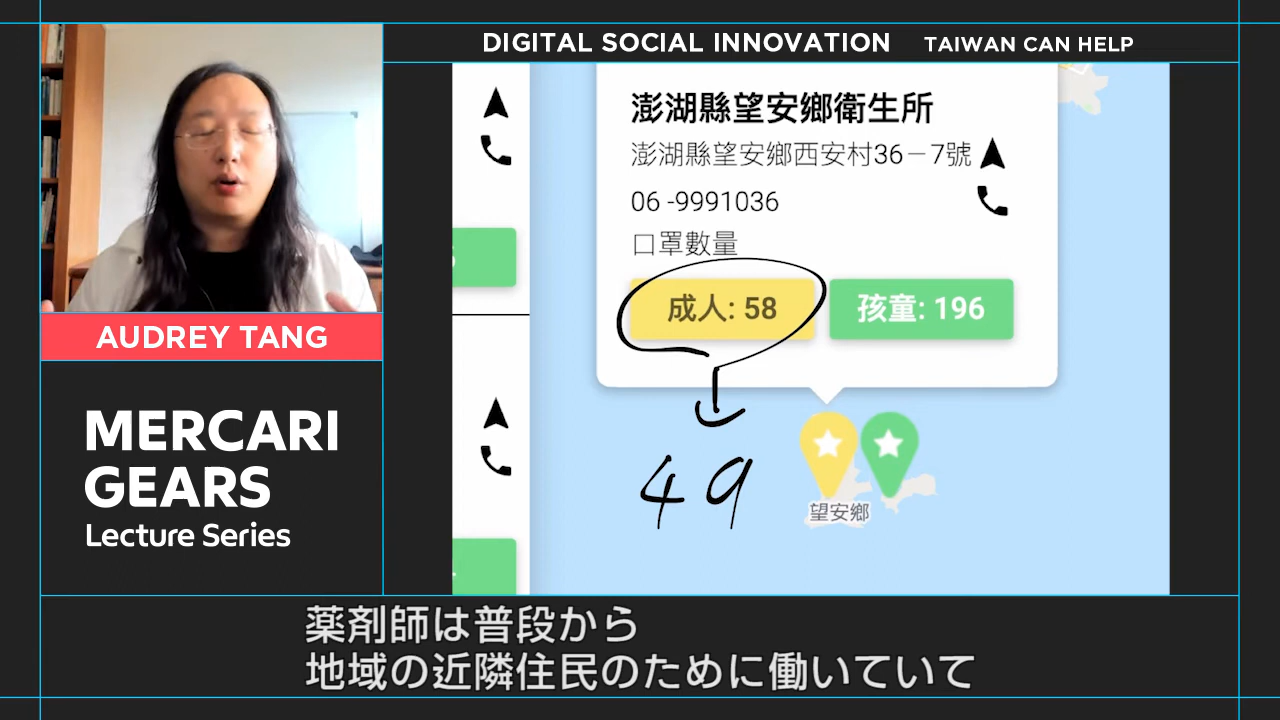 DIGITAL SOCIAL INNOVATION TAIWAN CAN HELP
澎湖縣望安鄉衛生所
澎湖縣望安鄉西安村36－7號
06 -9991036
口罩數量
成人: 58
孩童: 196
49
望安鄉
AUDREY TANG
MERCARI
GEARS
Lecture Series
薬剤師は普段から
地域の近隣住民のために働いていて